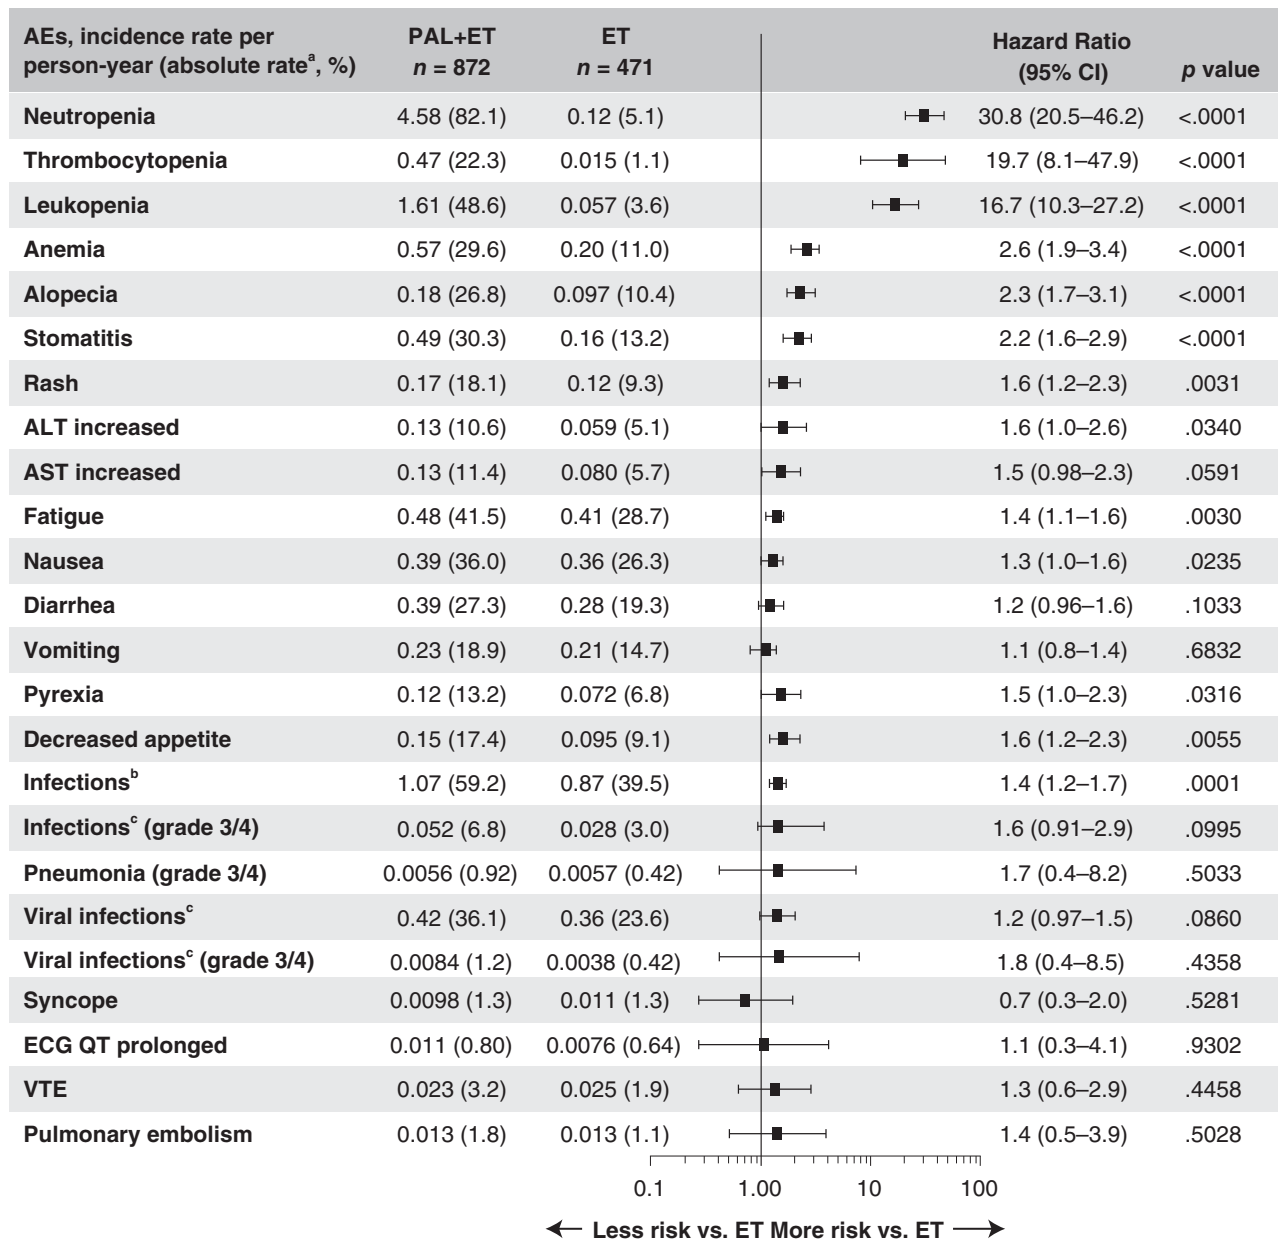 AEs, incidence rate per PAL+ET ET Hazard Ratio
person-year (absolute rateᵃ, %) n = 872 n = 471 (95% CI) p value
Neutropenia 4.58 (82.1) 0.12 (5.1) 30.8 (20.5–46.2) <.0001
Thrombocytopenia 0.47 (22.3) 0.015 (1.1) 19.7 (8.1–47.9) <.0001
Leukopenia 1.61 (48.6) 0.057 (3.6) 16.7 (10.3–27.2) <.0001
Anemia 0.57 (29.6) 0.20 (11.0) 2.6 (1.9–3.4) <.0001
Alopecia 0.18 (26.8) 0.097 (10.4) 2.3 (1.7–3.1) <.0001
Stomatitis 0.49 (30.3) 0.16 (13.2) 2.2 (1.6–2.9) <.0001
Rash 0.17 (18.1) 0.12 (9.3) 1.6 (1.2–2.3) .0031
ALT increased 0.13 (10.6) 0.059 (5.1) 1.6 (1.0–2.6) .0340
AST increased 0.13 (11.4) 0.080 (5.7) 1.5 (0.98–2.3) .0591
Fatigue 0.48 (41.5) 0.41 (28.7) 1.4 (1.1–1.6) .0030
Nausea 0.39 (36.0) 0.36 (26.3) 1.3 (1.0–1.6) .0235
Diarrhea 0.39 (27.3) 0.28 (19.3) 1.2 (0.96–1.6) .1033
Vomiting 0.23 (18.9) 0.21 (14.7) 1.1 (0.8–1.4) .6832
Pyrexia 0.12 (13.2) 0.072 (6.8) 1.5 (1.0–2.3) .0316
Decreased appetite 0.15 (17.4) 0.095 (9.1) 1.6 (1.2–2.3) .0055
Infectionsᵇ 1.07 (59.2) 0.87 (39.5) 1.4 (1.2–1.7) .0001
Infectionsᶜ (grade 3/4) 0.052 (6.8) 0.028 (3.0) 1.6 (0.91–2.9) .0995
Pneumonia (grade 3/4) 0.0056 (0.92) 0.0057 (0.42) 1.7 (0.4–8.2) .5033
Viral infectionsᶜ 0.42 (36.1) 0.36 (23.6) 1.2 (0.97–1.5) .0860
Viral infectionsᶜ (grade 3/4) 0.0084 (1.2) 0.0038 (0.42) 1.8 (0.4–8.5) .4358
Syncope 0.0098 (1.3) 0.011 (1.3) 0.7 (0.3–2.0) .5281
ECG QT prolonged 0.011 (0.80) 0.0076 (0.64) 1.1 (0.3–4.1) .9302
VTE 0.023 (3.2) 0.025 (1.9) 1.3 (0.6–2.9) .4458
Pulmonary embolism 0.013 (1.8) 0.013 (1.1) 1.4 (0.5–3.9) .5028
0.1 1.00 10 100
← Less risk vs. ET More risk vs. ET →